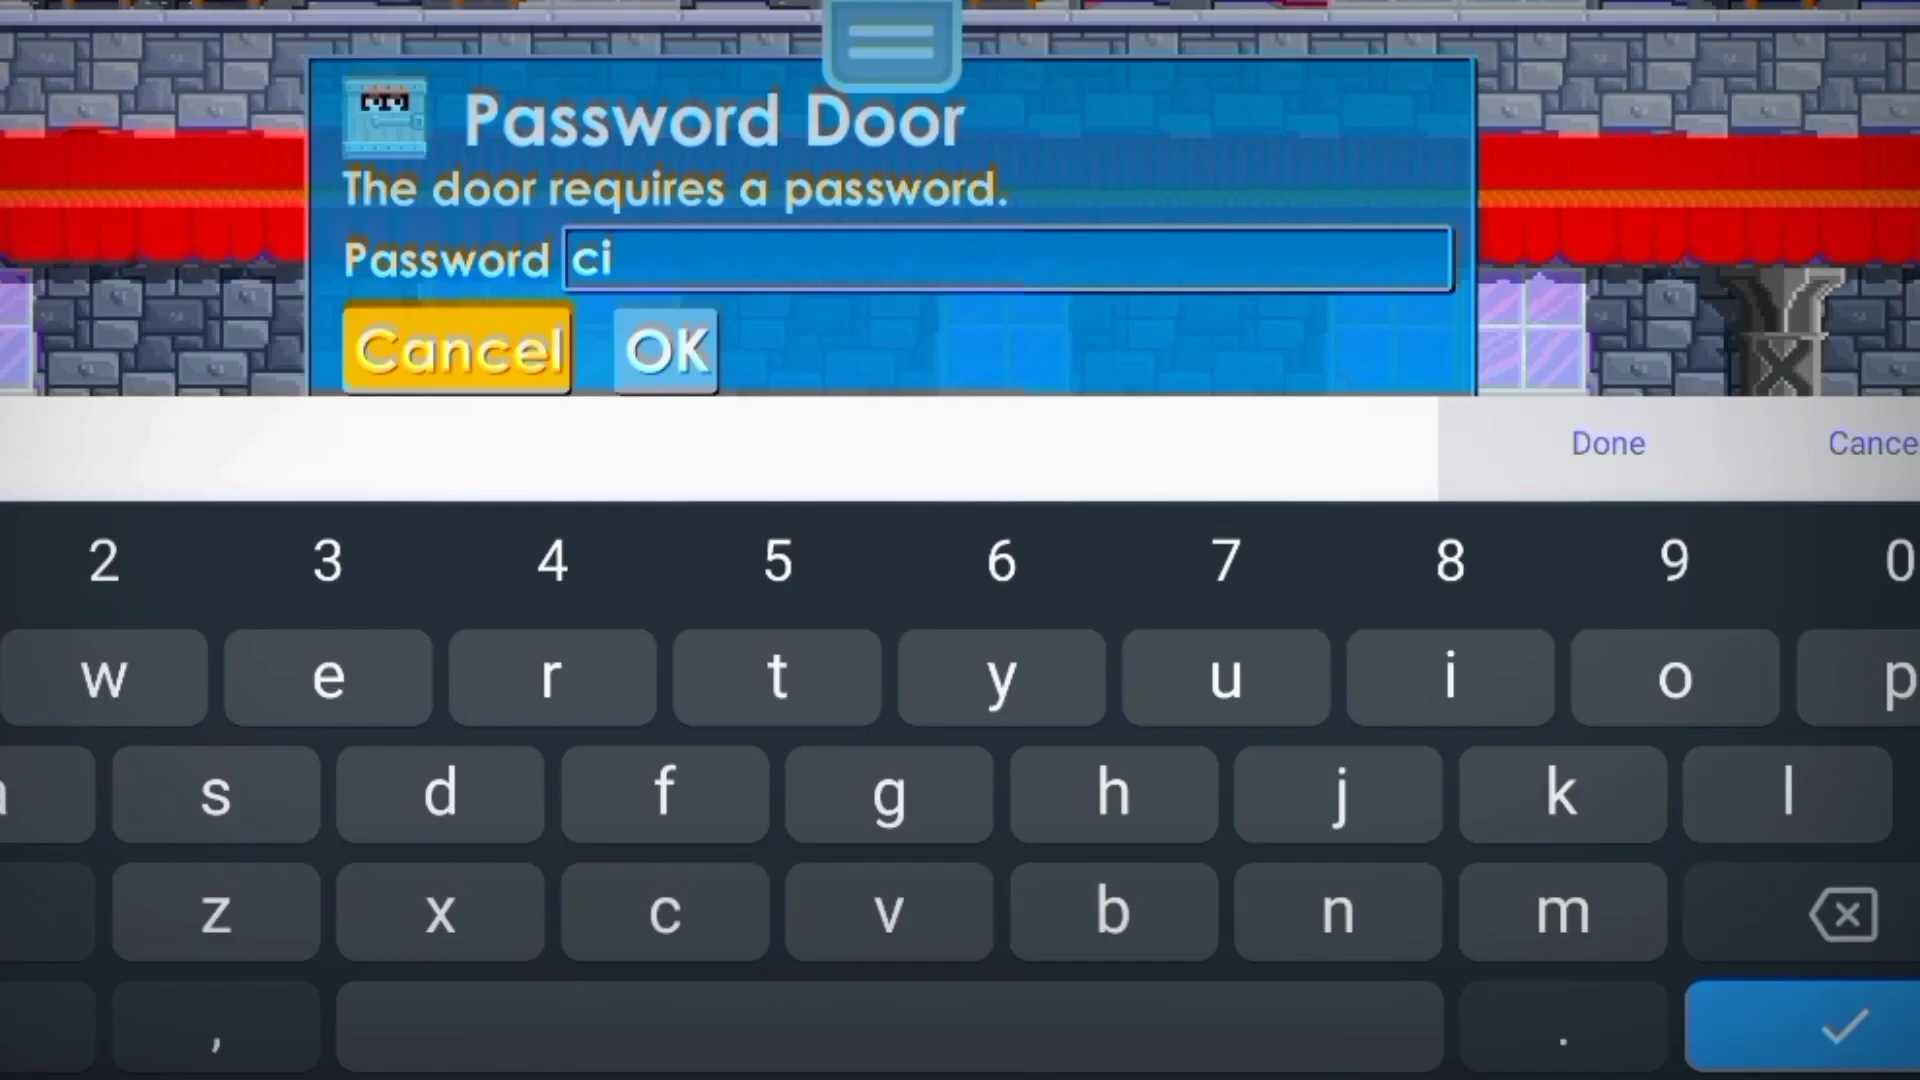 Password Door
The door requires a password.
Password ci
Cancel OK
Done Cance
2 3 4 5 6 7 8 9 0
w e r t y u i o p
a s d f g h j k l
z x c v b n m
, .